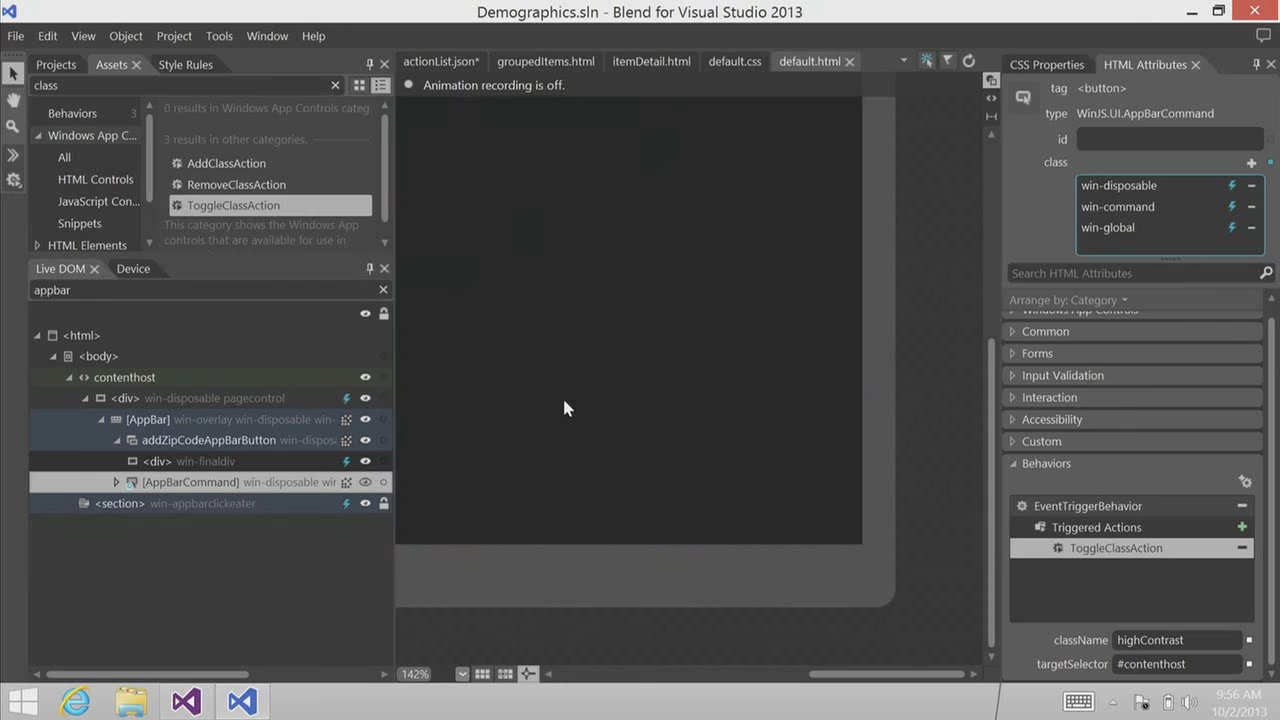 Demographics.sln - Blend for Visual Studio 2013
File Edit View Object Project Tools Window Help
Projects Assets Style Rules
class
Behaviors 3
Windows App C...
All
HTML Controls
JavaScript Con...
Snippets
HTML Elements
0 results in Windows App Controls categ
3 results in other categories.
AddClassAction
RemoveClassAction
ToggleClassAction
This category shows the Windows App
controls that are available for use in
Live DOM Device
appbar
<html>
<body>
contenthost
<div> win-disposable pagecontrol
[AppBar] win-overlay win-disposable win-
addZipCodeAppBarButton win-dispos
<div> win-finaldiv
[AppBarCommand] win-disposable wir
<section> win-appbarclickeater
actionList.json* groupedItems.html itemDetail.html default.css default.html
Animation recording is off.
142%
CSS Properties HTML Attributes
tag <button>
type WinJS.UI.AppBarCommand
id
class
win-disposable
win-command
win-global
Search HTML Attributes
Arrange by: Category
Windows App Controls
Common
Forms
Input Validation
Interaction
Accessibility
Custom
Behaviors
EventTriggerBehavior
Triggered Actions
ToggleClassAction
className highContrast
targetSelector #contenthost
9:56 AM
10/2/2013